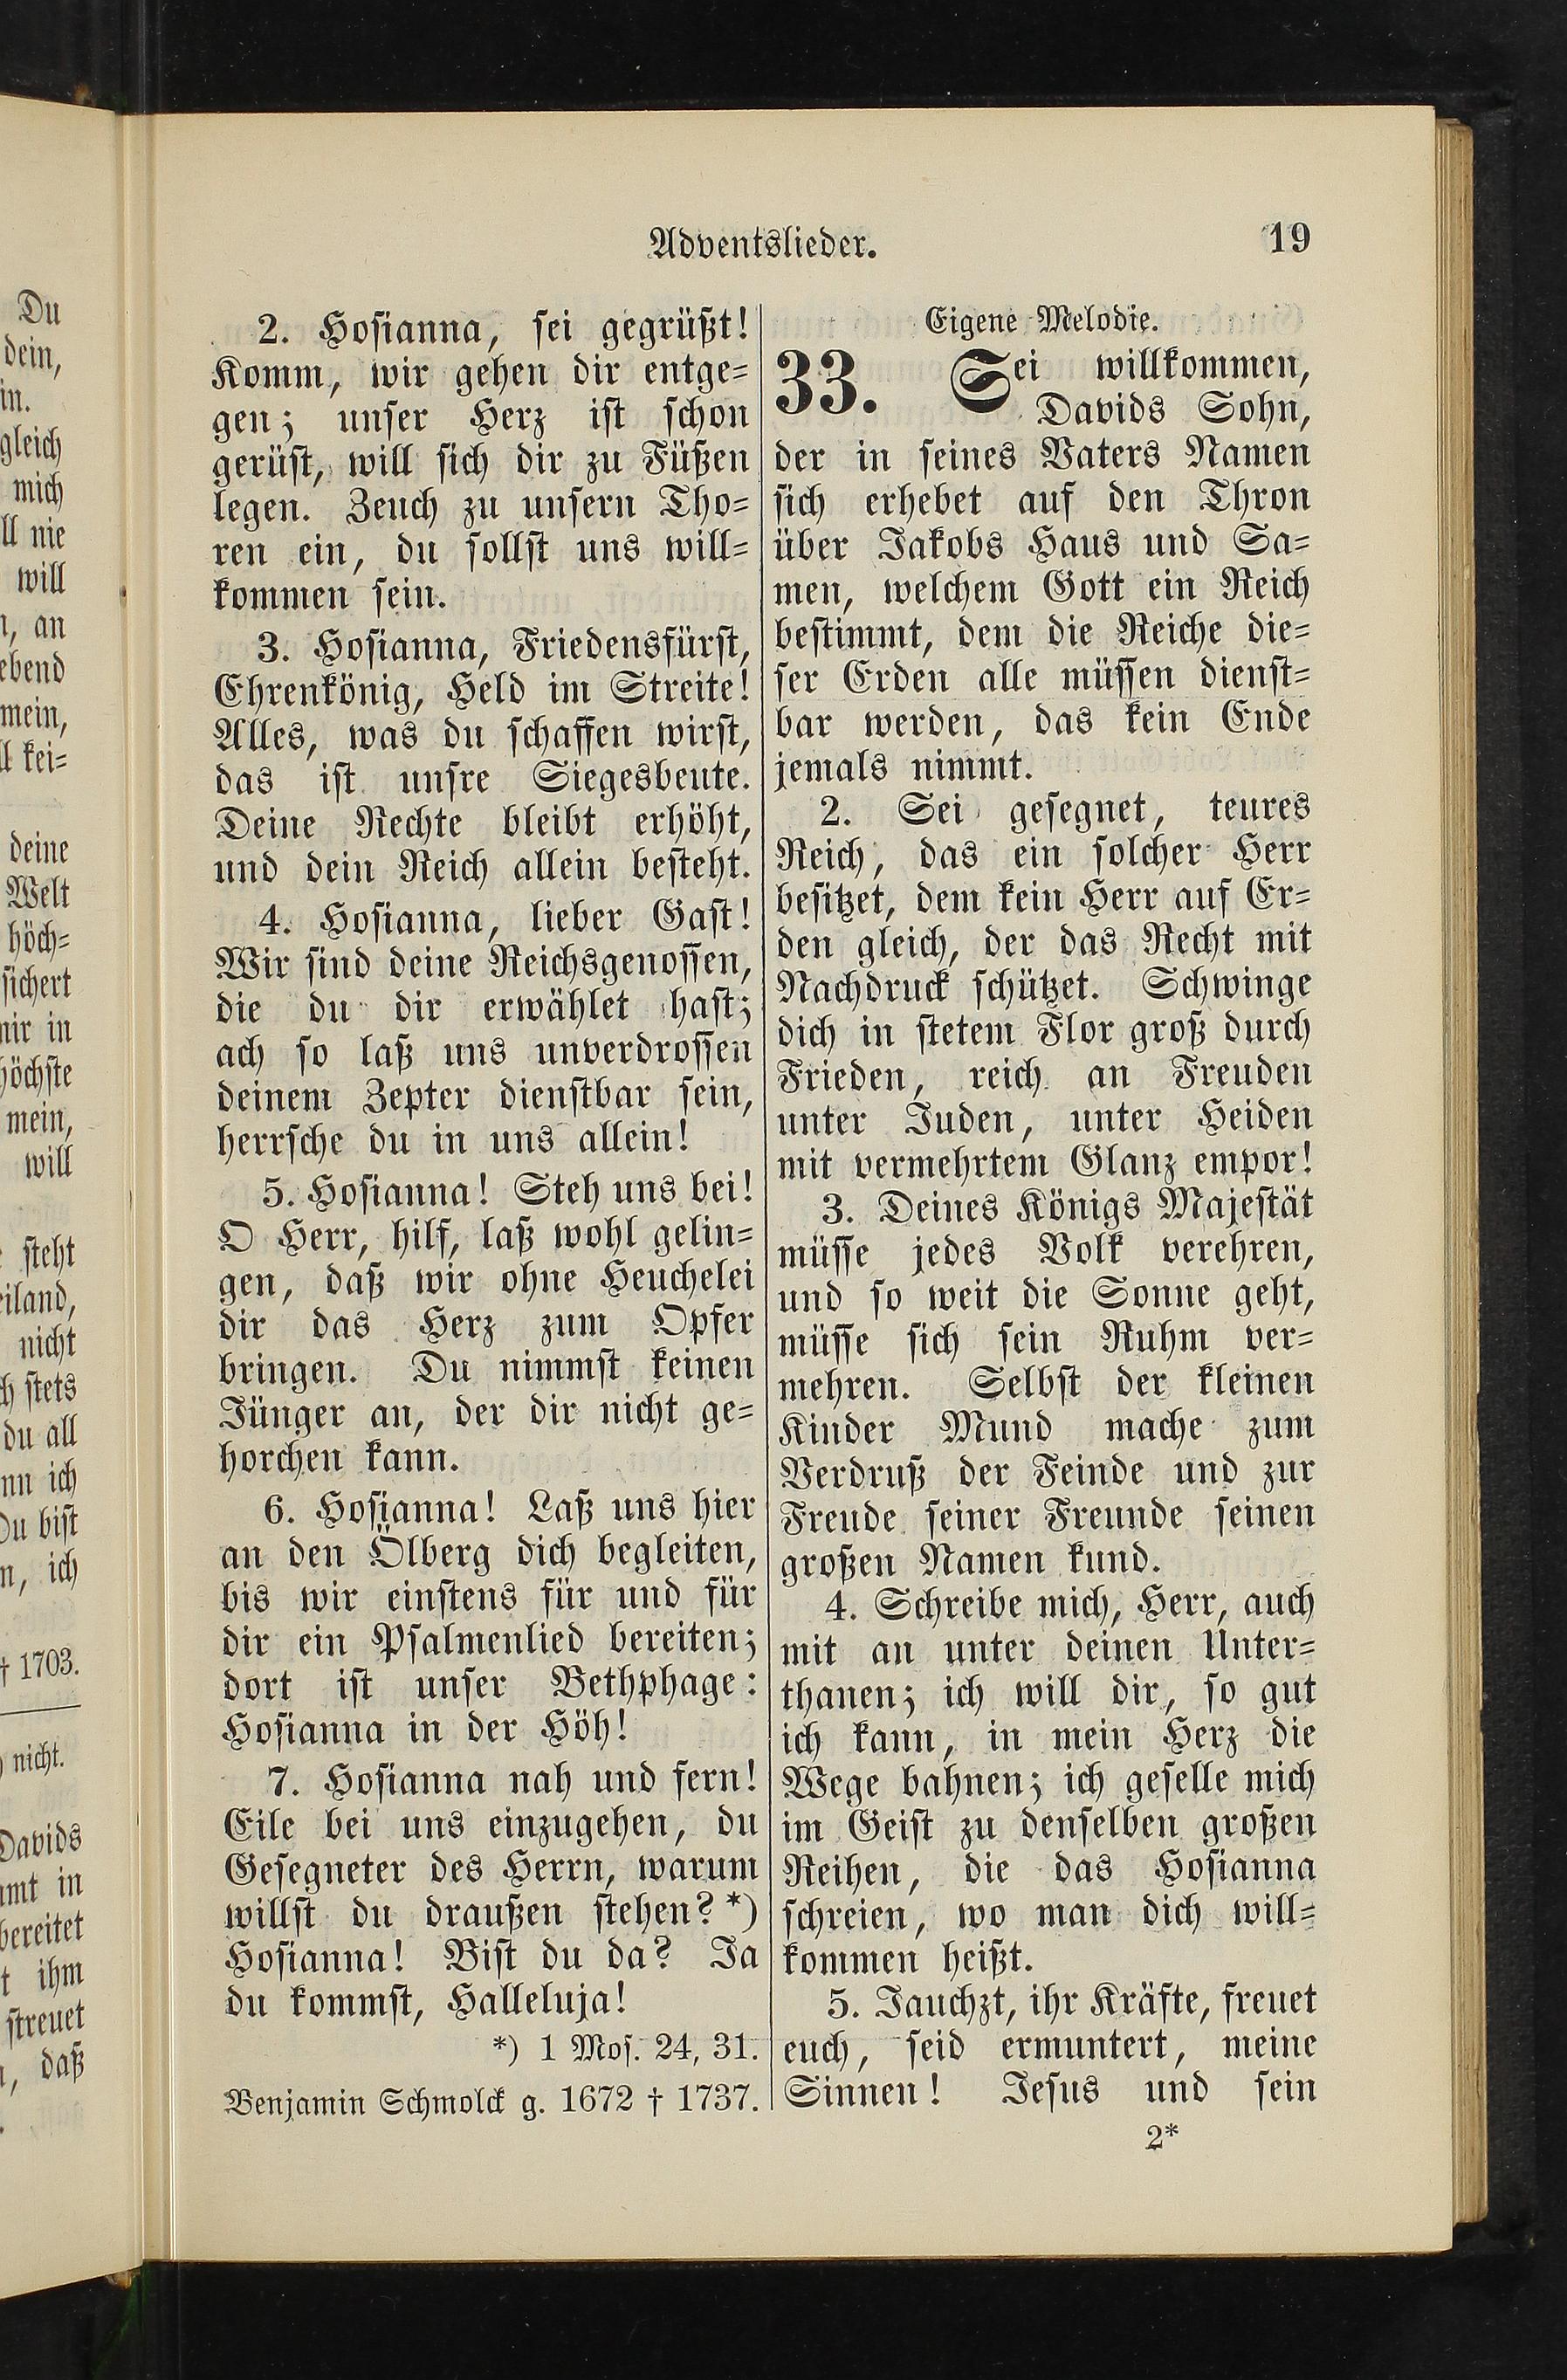 Adventslieder.
19
2. Hosianna, sei gegrüßt!
Komm, wir gehen dir entge-
gen; unser Herz ist schon
gerüst, will sich dir zu Füßen
legen. Zeuch zu unsern Tho-
ren ein, du sollst uns will-
kommen sein.
3. Hosianna, Friedensfürst,
Ehrenkönig, Held im Streite!
Alles, was du schaffen wirst,
das ist unsre Siegesbeute.
Deine Rechte bleibt erhöht,
und dein Reich allein besteht.
4. Hosianna, lieber Gast!
Wir sind deine Reichsgenossen,
die du dir erwählet hast;
ach so laß uns unverdrossen
deinem Zepter dienstbar sein,
herrsche du in uns allein!
5. Hosianna! Steh uns bei!
O Herr, hilf, laß wohl gelin-
gen, daß wir ohne Heuchelei
dir das Herz zum Opfer
bringen. Du nimmst keinen
Jünger an, der dir nicht ge-
horchen kann.
6. Hosianna! Laß uns hier
an den Ölberg dich begleiten,
bis wir einstens für und für
dir ein Psalmenlied bereiten;
dort ist unser Bethphage:
Hosianna in der Höh!
7. Hosianna nah und fern!
Eile bei uns einzugehen, du
Gesegneter des Herrn, warum
willst du draußen stehen? *)
Hosianna! Bist du da? Ja
du kommst, Halleluja!
*) 1 Mos. 24, 31.
Benjamin Schmolck g. 1672 † 1737.
Eigene Melodie.
33. Sei willkommen,
Davids Sohn,
der in seines Vaters Namen
sich erhebet auf den Thron
über Jakobs Haus und Sa-
men, welchem Gott ein Reich
bestimmt, dem die Reiche die-
ser Erden alle müssen dienst-
bar werden, das kein Ende
jemals nimmt.
2. Sei gesegnet, teures
Reich, das ein solcher Herr
besitzet, dem kein Herr auf Er-
den gleich, der das Recht mit
Nachdruck schützet. Schwinge
dich in stetem Flor groß durch
Frieden, reich an Freuden
unter Juden, unter Heiden
mit vermehrtem Glanz empor!
3. Deines Königs Majestät
müsse jedes Volk verehren,
und so weit die Sonne geht,
müsse sich sein Ruhm ver-
mehren. Selbst der kleinen
Kinder Mund mache zum
Verdruß der Feinde und zur
Freude seiner Freunde seinen
großen Namen kund.
4. Schreibe mich, Herr, auch
mit an unter deinen Unter-
thanen; ich will dir, so gut
ich kann, in mein Herz die
Wege bahnen; ich geselle mich
im Geist zu denselben großen
Reihen, die das Hosianna
schreien, wo man dich will-
kommen heißt.
5. Jauchzt, ihr Kräfte, freuet
euch, seid ermuntert, meine
Sinnen! Jesus und sein
2*